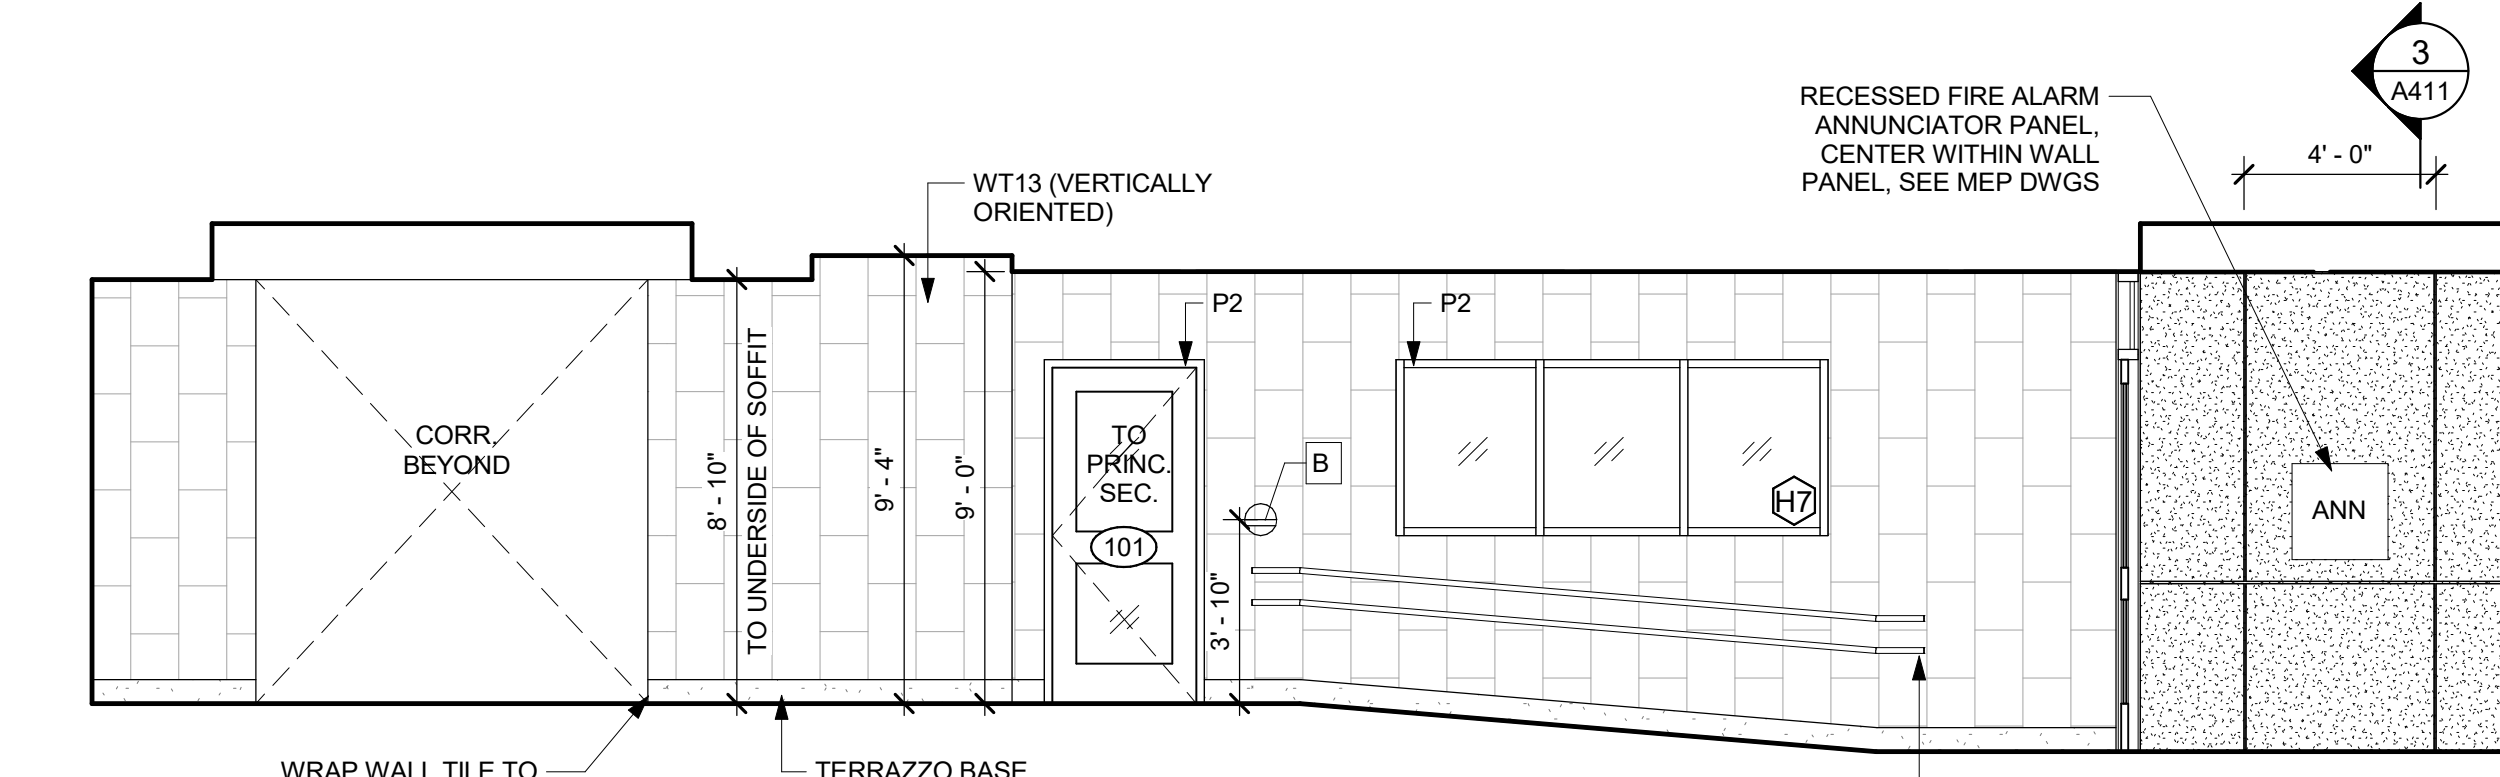 3
A411
RECESSED FIRE ALARM
ANNUNCIATOR PANEL,
CENTER WITHIN WALL
PANEL, SEE MEP DWGS
4' - 0"
WT13 (VERTICALLY
ORIENTED)
P2
P2
CORR.
BEYOND
8' - 10"
TO UNDERSIDE OF SOFFIT
9' - 4"
9' - 0"
TO
PRINC.
SEC.
101
B
3' - 10"
H7
ANN
WRAP WALL TILE TO
TERRAZZO BASE